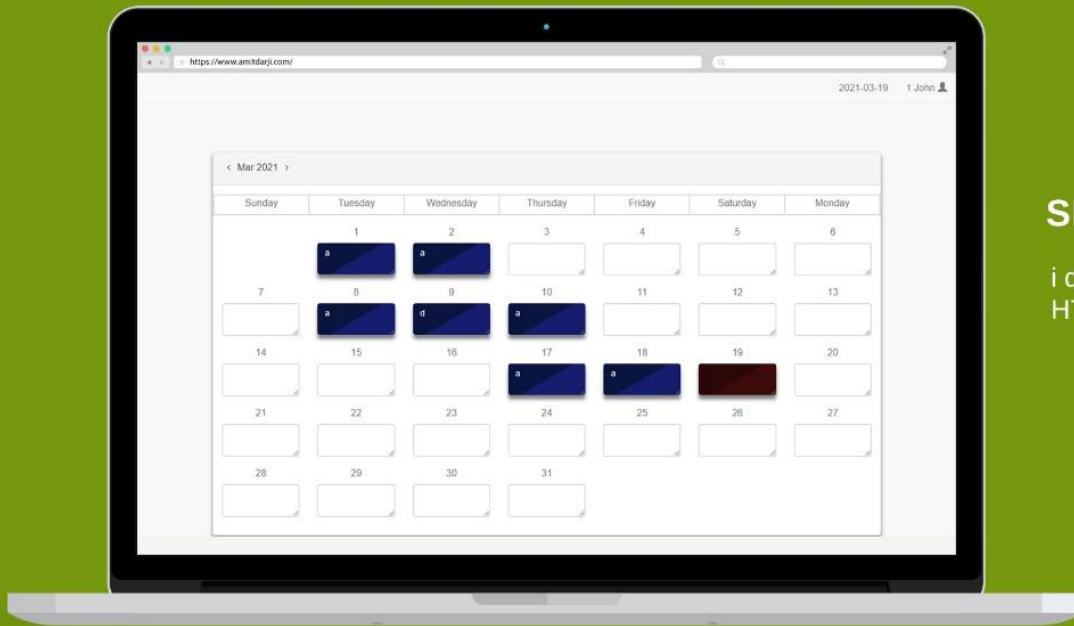 https://www.amitdarji.com/
2021-03-19 1 John
< Mar 2021 >
Sunday Tuesday Wednesday Thursday Friday Saturday Monday
1 2 3 4 5 6
a a
7 8 9 10 11 12 13
a d a
14 15 16 17 18 19 20
a a
21 22 23 24 25 26 27
28 29 30 31